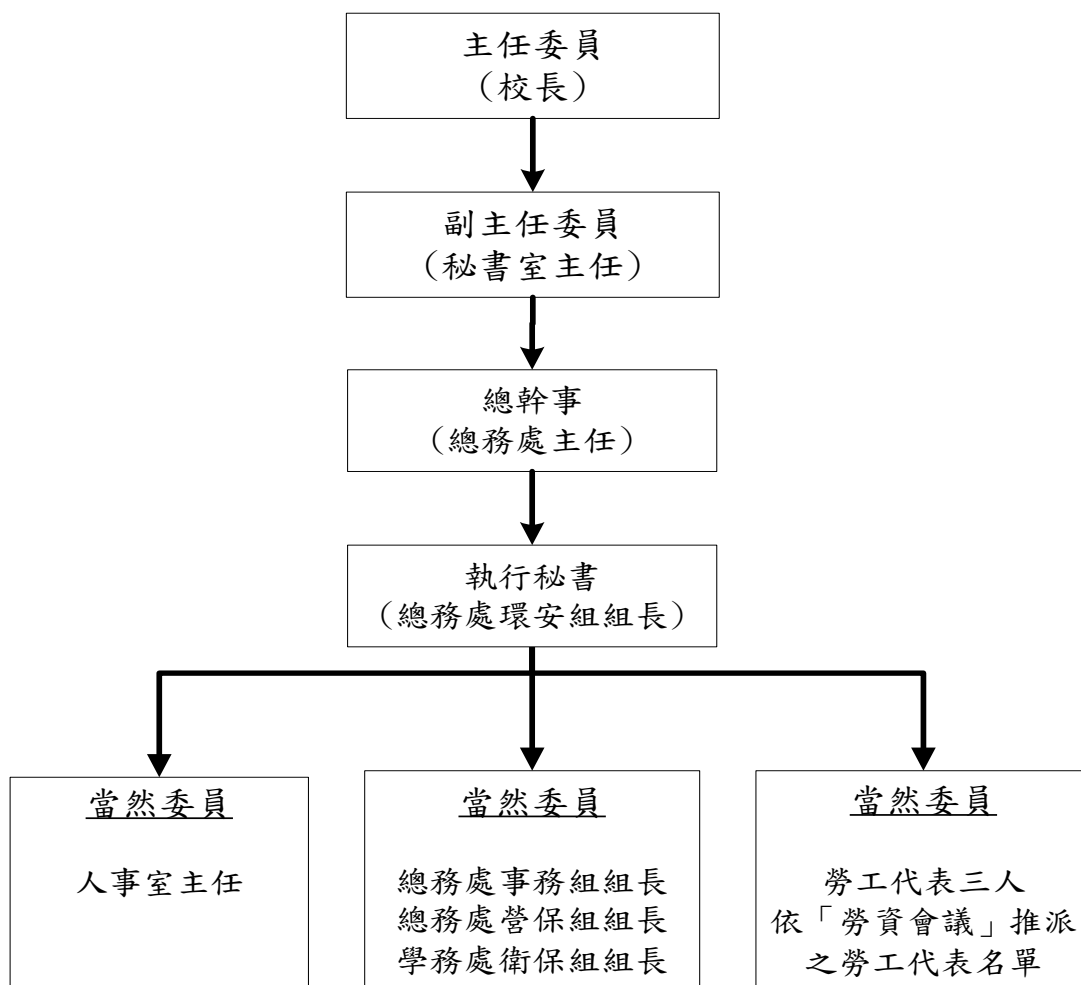 主任委員
（校長）
副主任委員
（秘書室主任）
總幹事
（總務處主任）
執行秘書
（總務處環安組組長）
當然委員
人事室主任
當然委員
總務處事務組組長
總務處營保組組長
學務處衛保組組長
當然委員
勞工代表三人
依「勞資會議」推派
之勞工代表名單